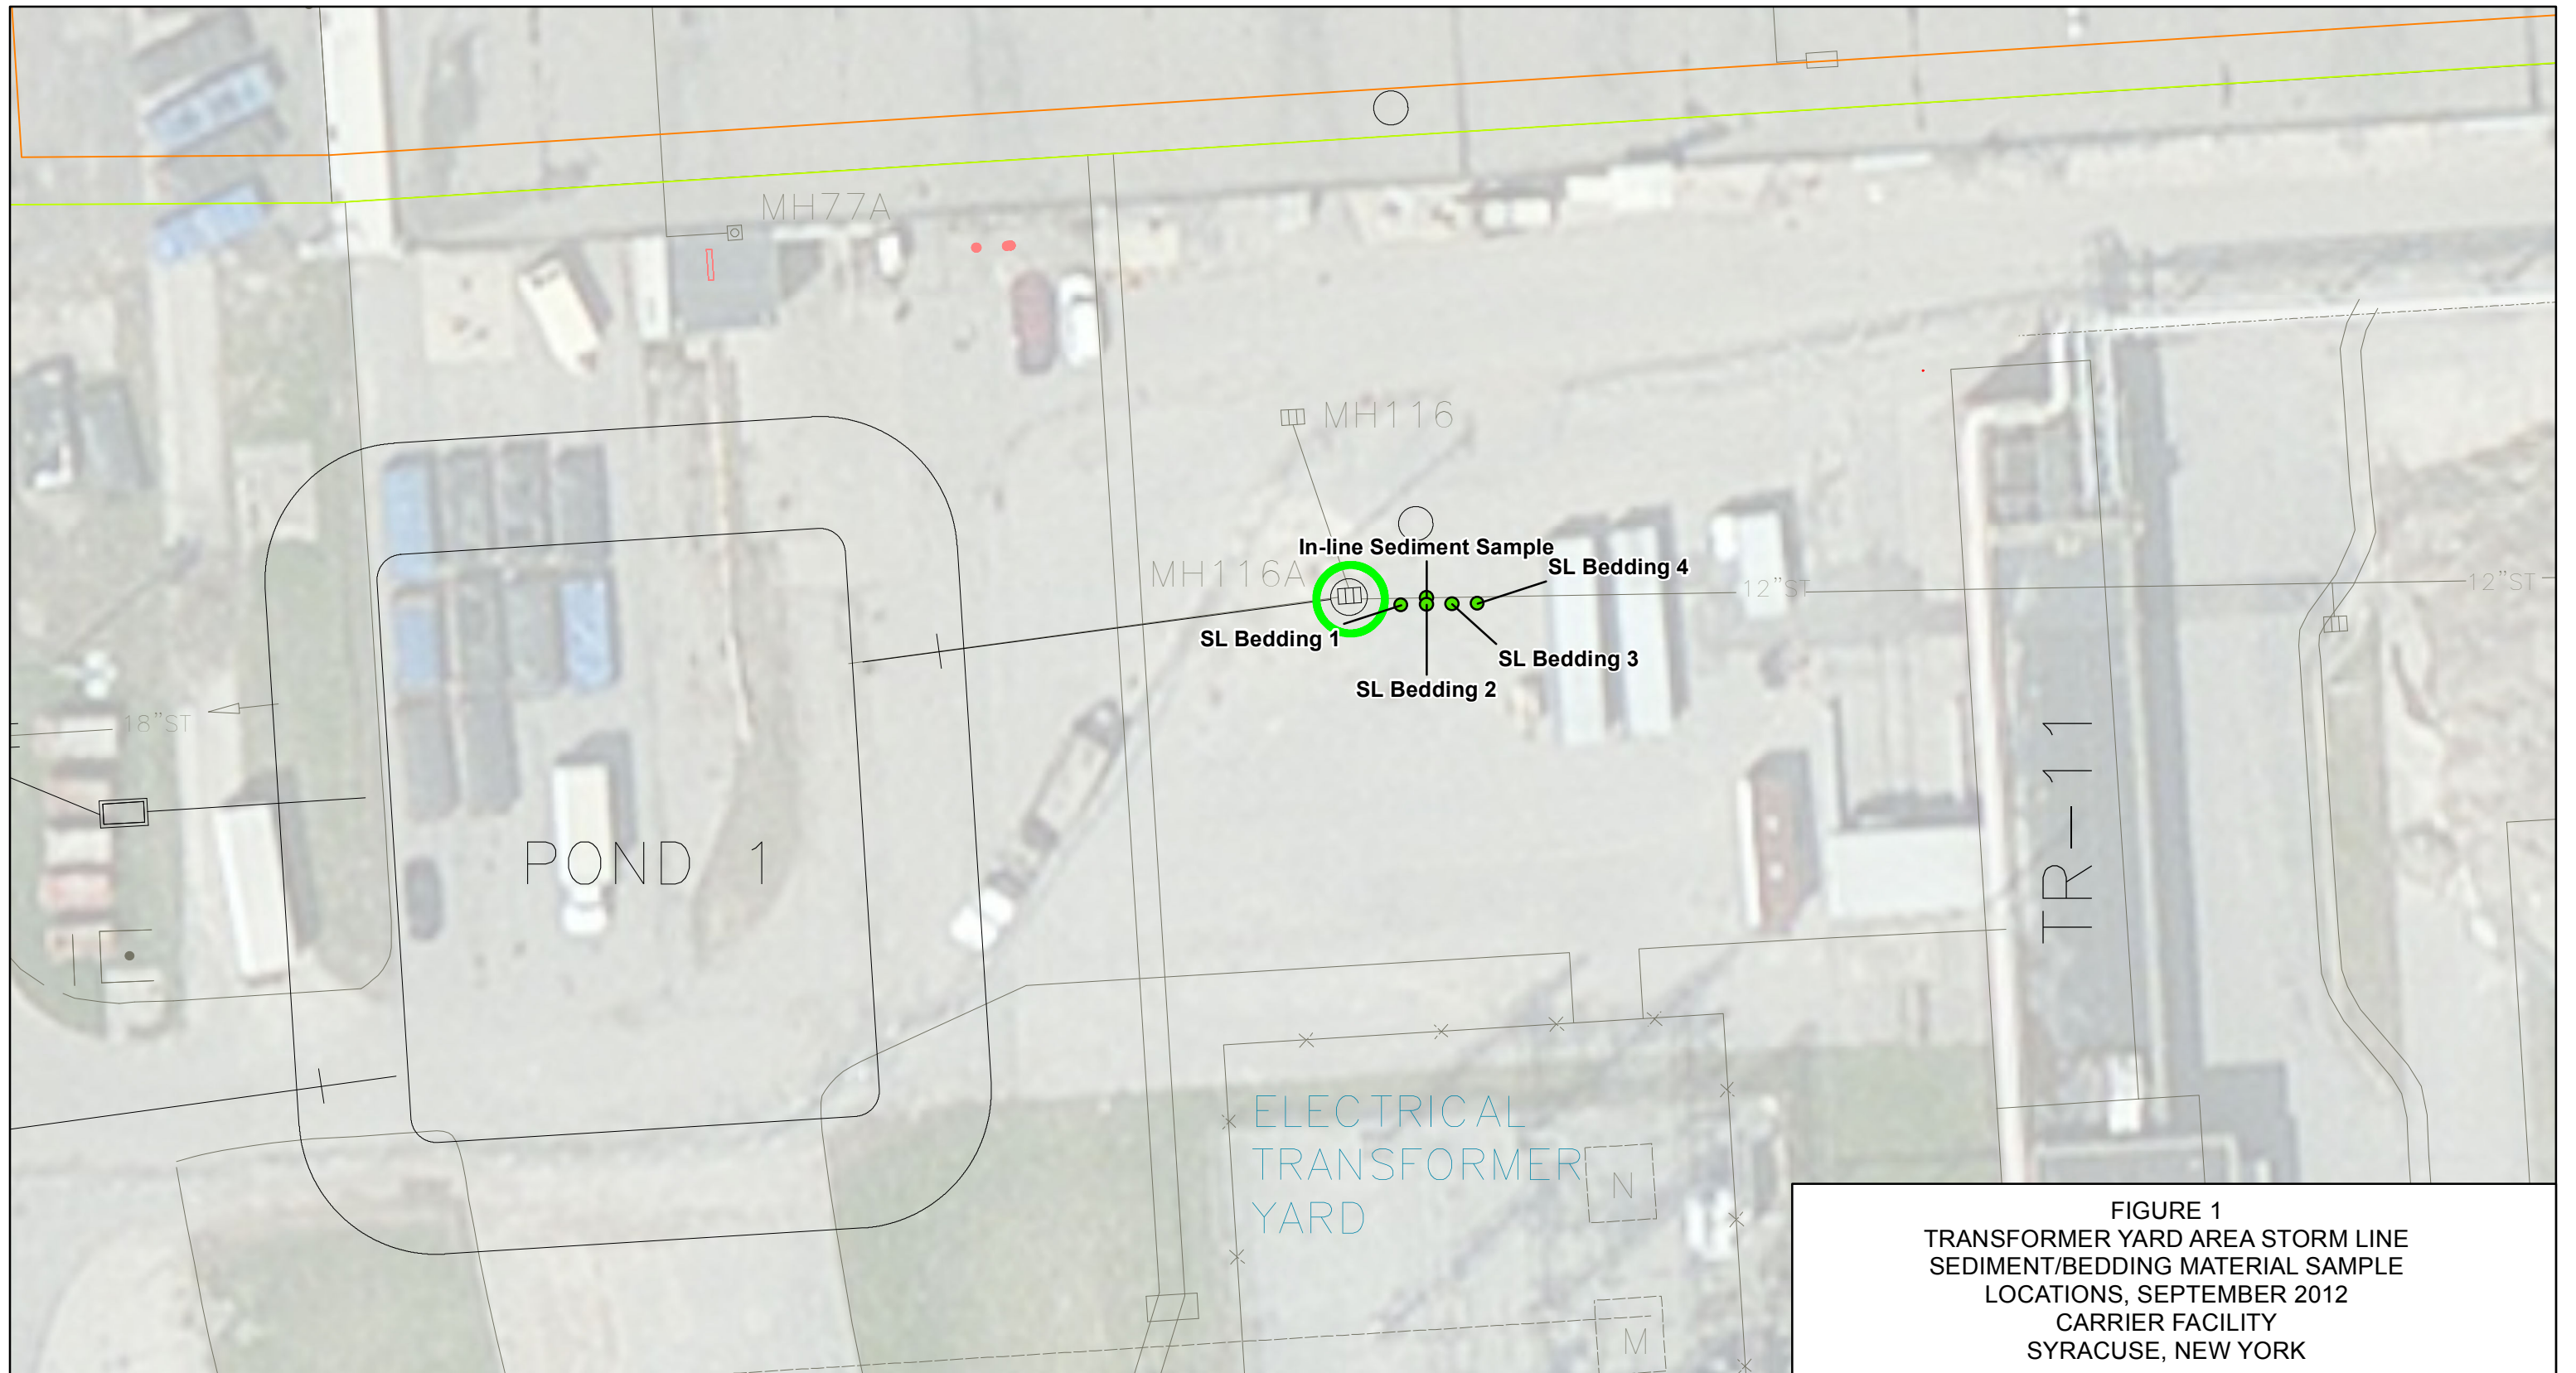 MH77A
MH116
In-line Sediment Sample
SL Bedding 4
MH116A
12"ST
12"ST
SL Bedding 1
SL Bedding 3
SL Bedding 2
18"ST
POND 1
TR-11
ELECTRICAL
TRANSFORMER
YARD
N
M
FIGURE 1
TRANSFORMER YARD AREA STORM LINE
SEDIMENT/BEDDING MATERIAL SAMPLE
LOCATIONS, SEPTEMBER 2012
CARRIER FACILITY
SYRACUSE, NEW YORK